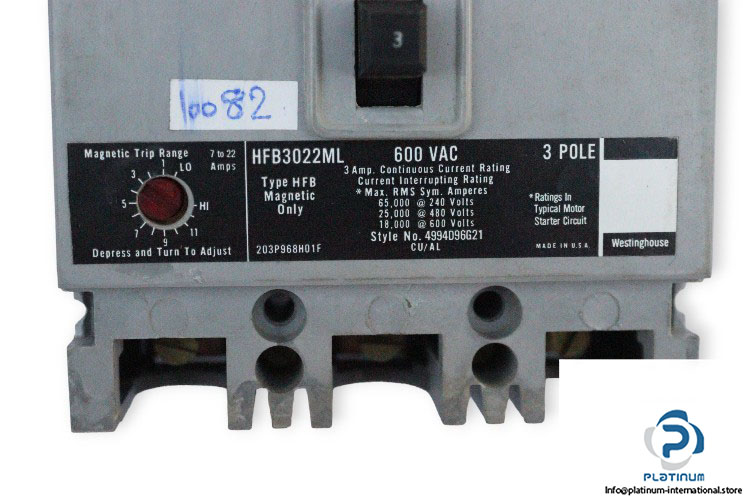 3
0082
Magnetic Trip Range
7 to 22
Amps
1
LO
3
5
HI
7
9
11
Depress and Turn To Adjust
HFB3022ML
600 VAC
3 POLE
3 Amp. Continuous Current Rating
Current Interrupting Rating
* Max. RMS Sym. Amperes
65,000 @ 240 Volts
25,000 @ 480 Volts
18,000 @ 600 Volts
Style No. 4994D96G21
CU/AL
Type HFB
Magnetic
Only
203P968H01F
*Ratings In
Typical Motor
Starter Circuit
MADE IN U.S.A.
Westinghouse
PLATINUM
Info@platinum-international.store